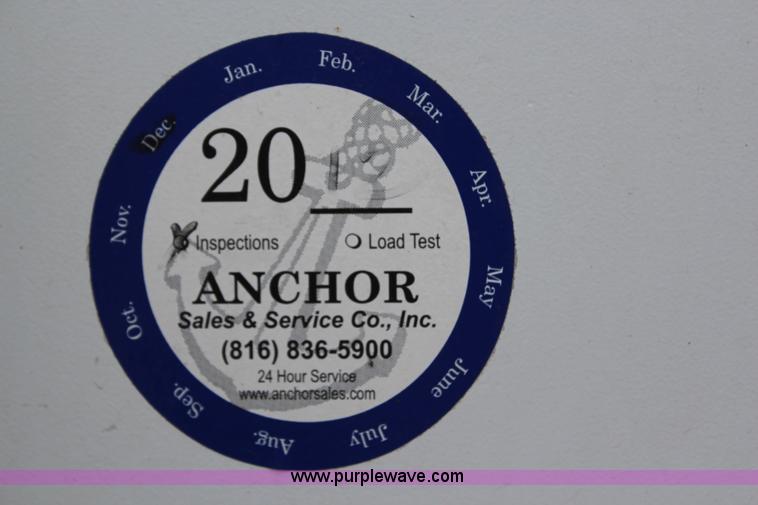 Jan. Feb. Mar. Apr. May June July Aug. Sep. Oct. Nov. Dec.
20
Inspections Load Test
ANCHOR
Sales & Service Co., Inc.
(816) 836-5900
24 Hour Service
www.anchorsales.com
www.purplewave.com